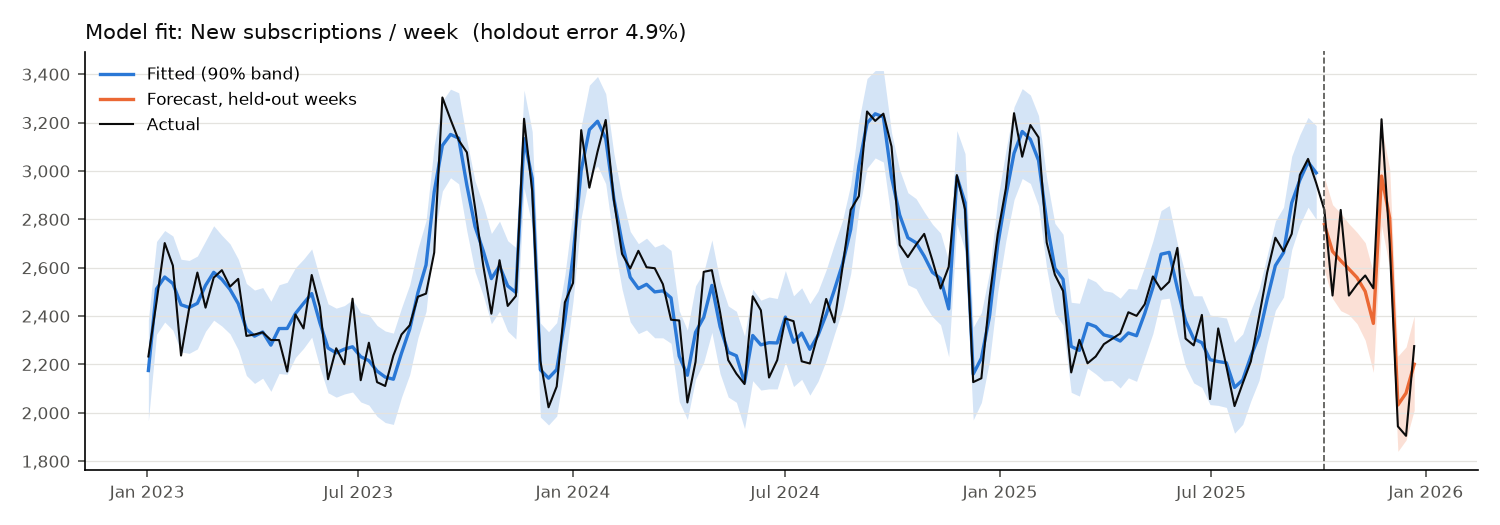 Model fit: New subscriptions / week  (holdout error 4.9%)
Fitted (90% band)
Forecast, held-out weeks
Actual
3,400
3,200
3,000
2,800
2,600
2,400
2,200
2,000
1,800
Jan 2023
Jul 2023
Jan 2024
Jul 2024
Jan 2025
Jul 2025
Jan 2026